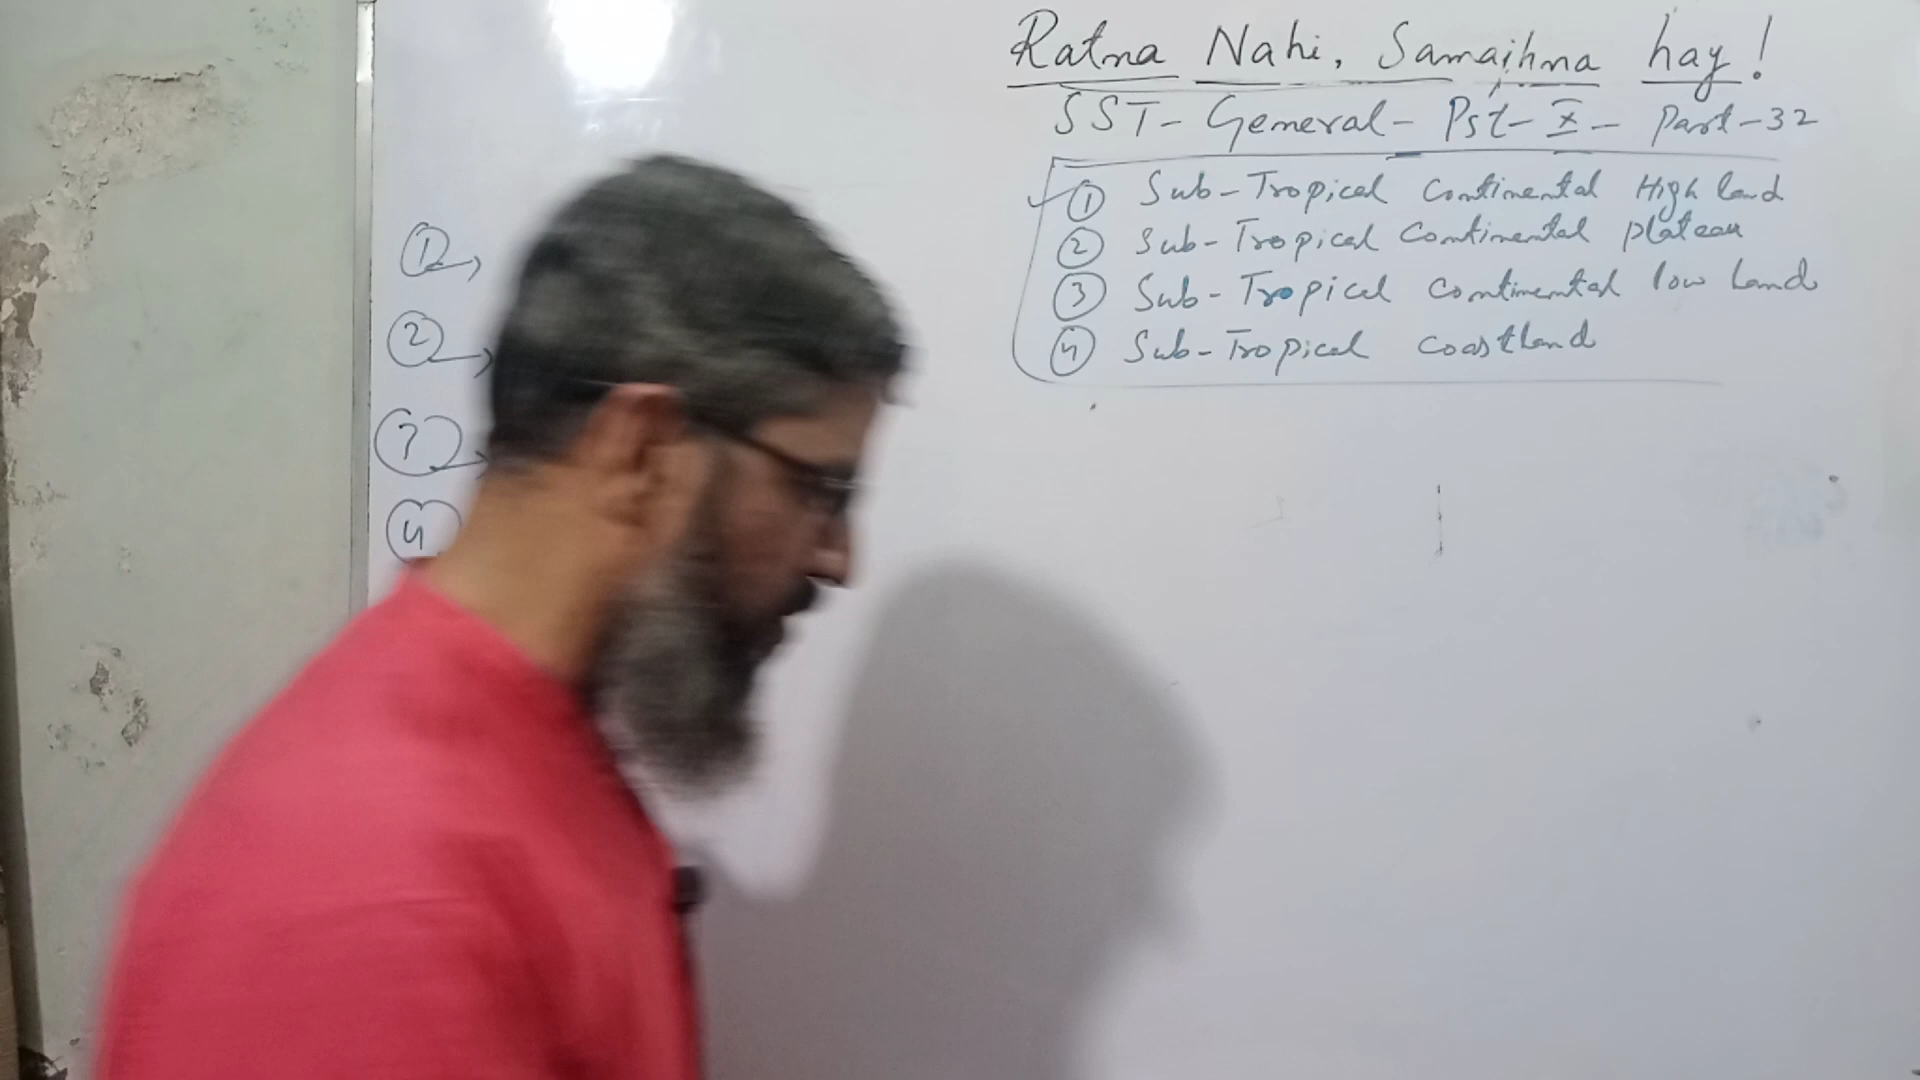 Ratna Nahi, Samajhna hay!
SST- General- Pst- X- Part-32
① Sub-Tropical Continental High land
② Sub-Tropical Continental plateau
③ Sub-Tropical Continental low land
④ Sub-Tropical coastland
①
②
?
④